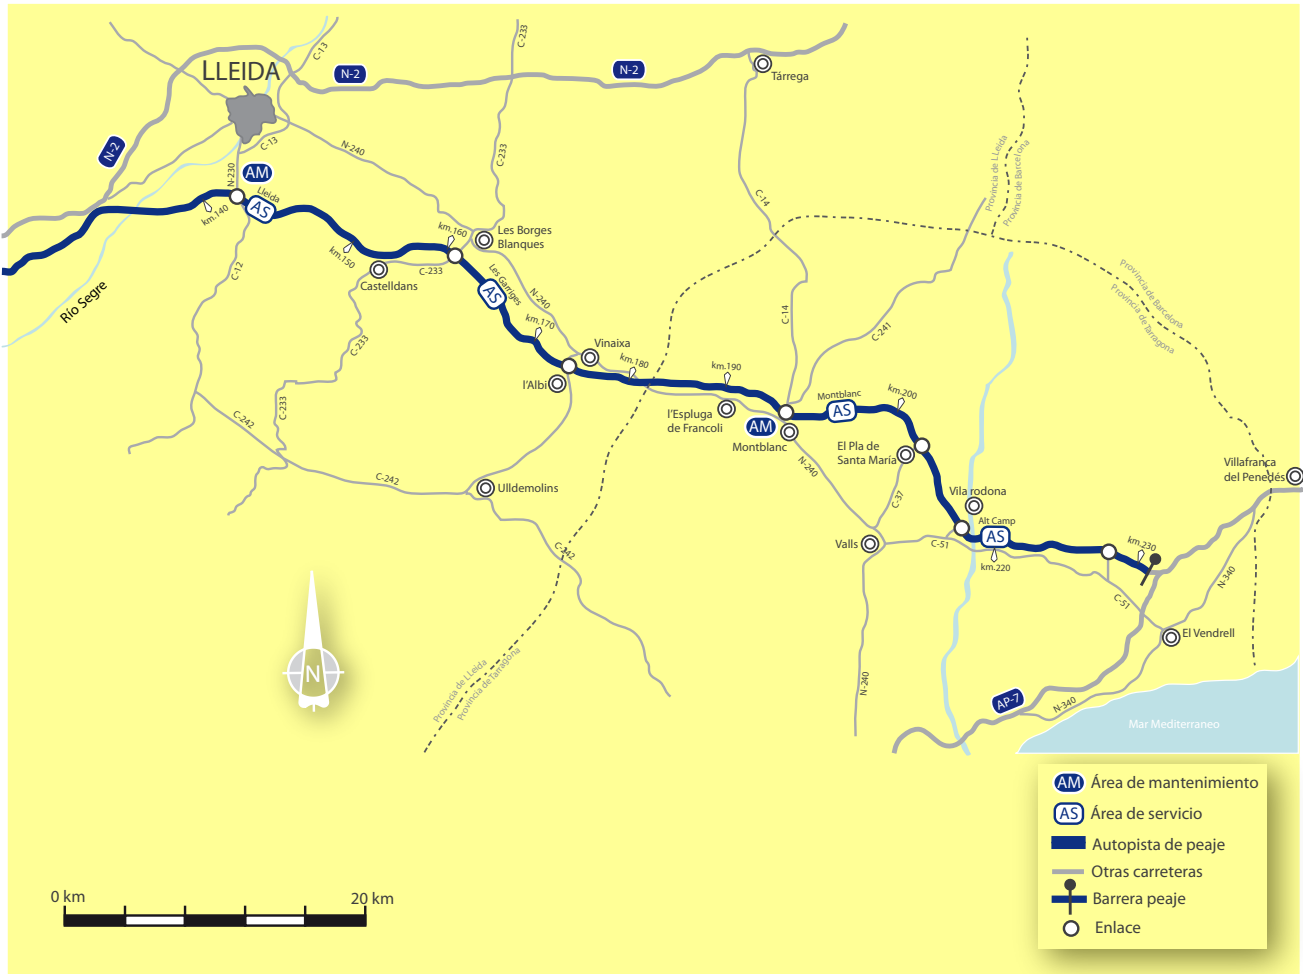 C-13
C-233
LLEIDA
N-2
N-2
Tárrega
N-2
C-13
N-240
C-233
Provincia de LLeida
Provincia de Barcelona
AM
N-230
Lleida
AS
km.140
C-14
km.150
km.160
Les Borges
Blanques
C-12
C-233
Castelldans
Les Garriges
AS
N-240
Río Segre
Provincia de Barcelona
Provincia de Tarragona
km.170
C-14
C-241
C-233
Vinaixa
km.180
km.190
l'Albi
C-233
C-242
l'Espluga
de Francoli
Montblanc
AS
km.200
AM
Montblanc
El Pla de
Santa María
N-240
Villafranca
del Penedés
C-242
Ulldemolins
C-37
Vila rodona
Alt Camp
AS
Valls
C-51
km.220
km.230
C-242
C-51
N-340
El Vendrell
N
Provincia de LLeida
Provincia de Tarragona
N-240
AP-7
N-340
Mar Mediterraneo
AM Área de mantenimiento
AS Área de servicio
Autopista de peaje
Otras carreteras
Barrera peaje
Enlace
0 km
20 km